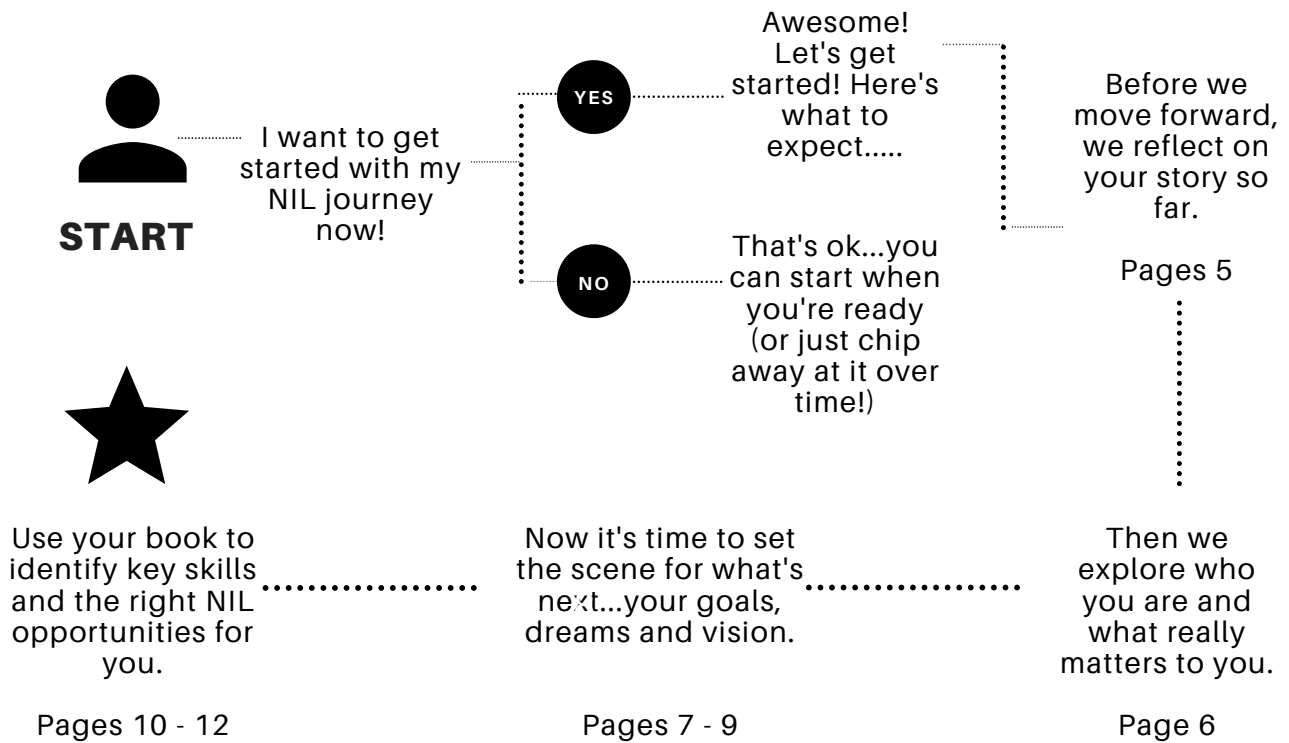 START
I want to get
started with my
NIL journey
now!
YES
Awesome!
Let's get
started! Here's
what to
expect.....
NO
That's ok...you
can start when
you're ready
(or just chip
away at it over
time!)
Before we
move forward,
we reflect on
your story so
far.
Pages 5
Then we
explore who
you are and
what really
matters to you.
Page 6
Now it's time to set
the scene for what's
next...your goals,
dreams and vision.
Pages 7 - 9
Use your book to
identify key skills
and the right NIL
opportunities for
you.
Pages 10 - 12